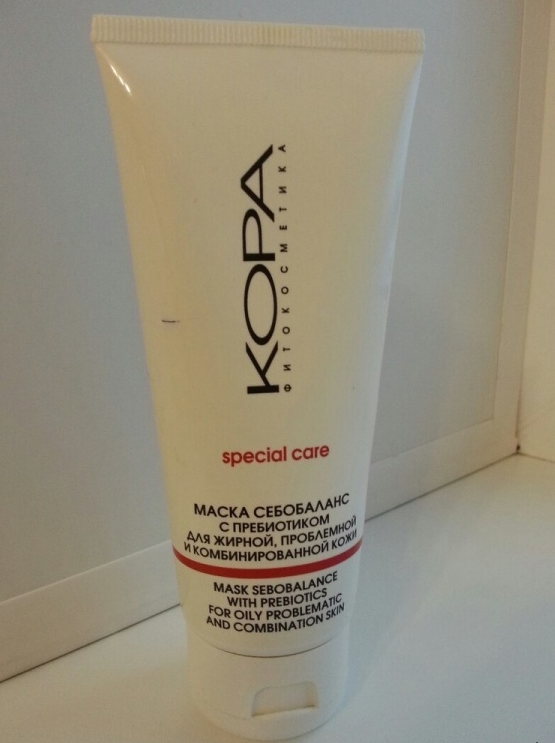 КОРА
ФИТОКОСМЕТИКА
special care
МАСКА СЕБОБАЛАНС
С ПРЕБИОТИКОМ
ДЛЯ ЖИРНОЙ, ПРОБЛЕМНОЙ
И КОМБИНИРОВАННОЙ КОЖИ
MASK SEBOBALANCE
WITH PREBIOTICS
FOR OILY PROBLEMATIC
AND COMBINATION SKIN